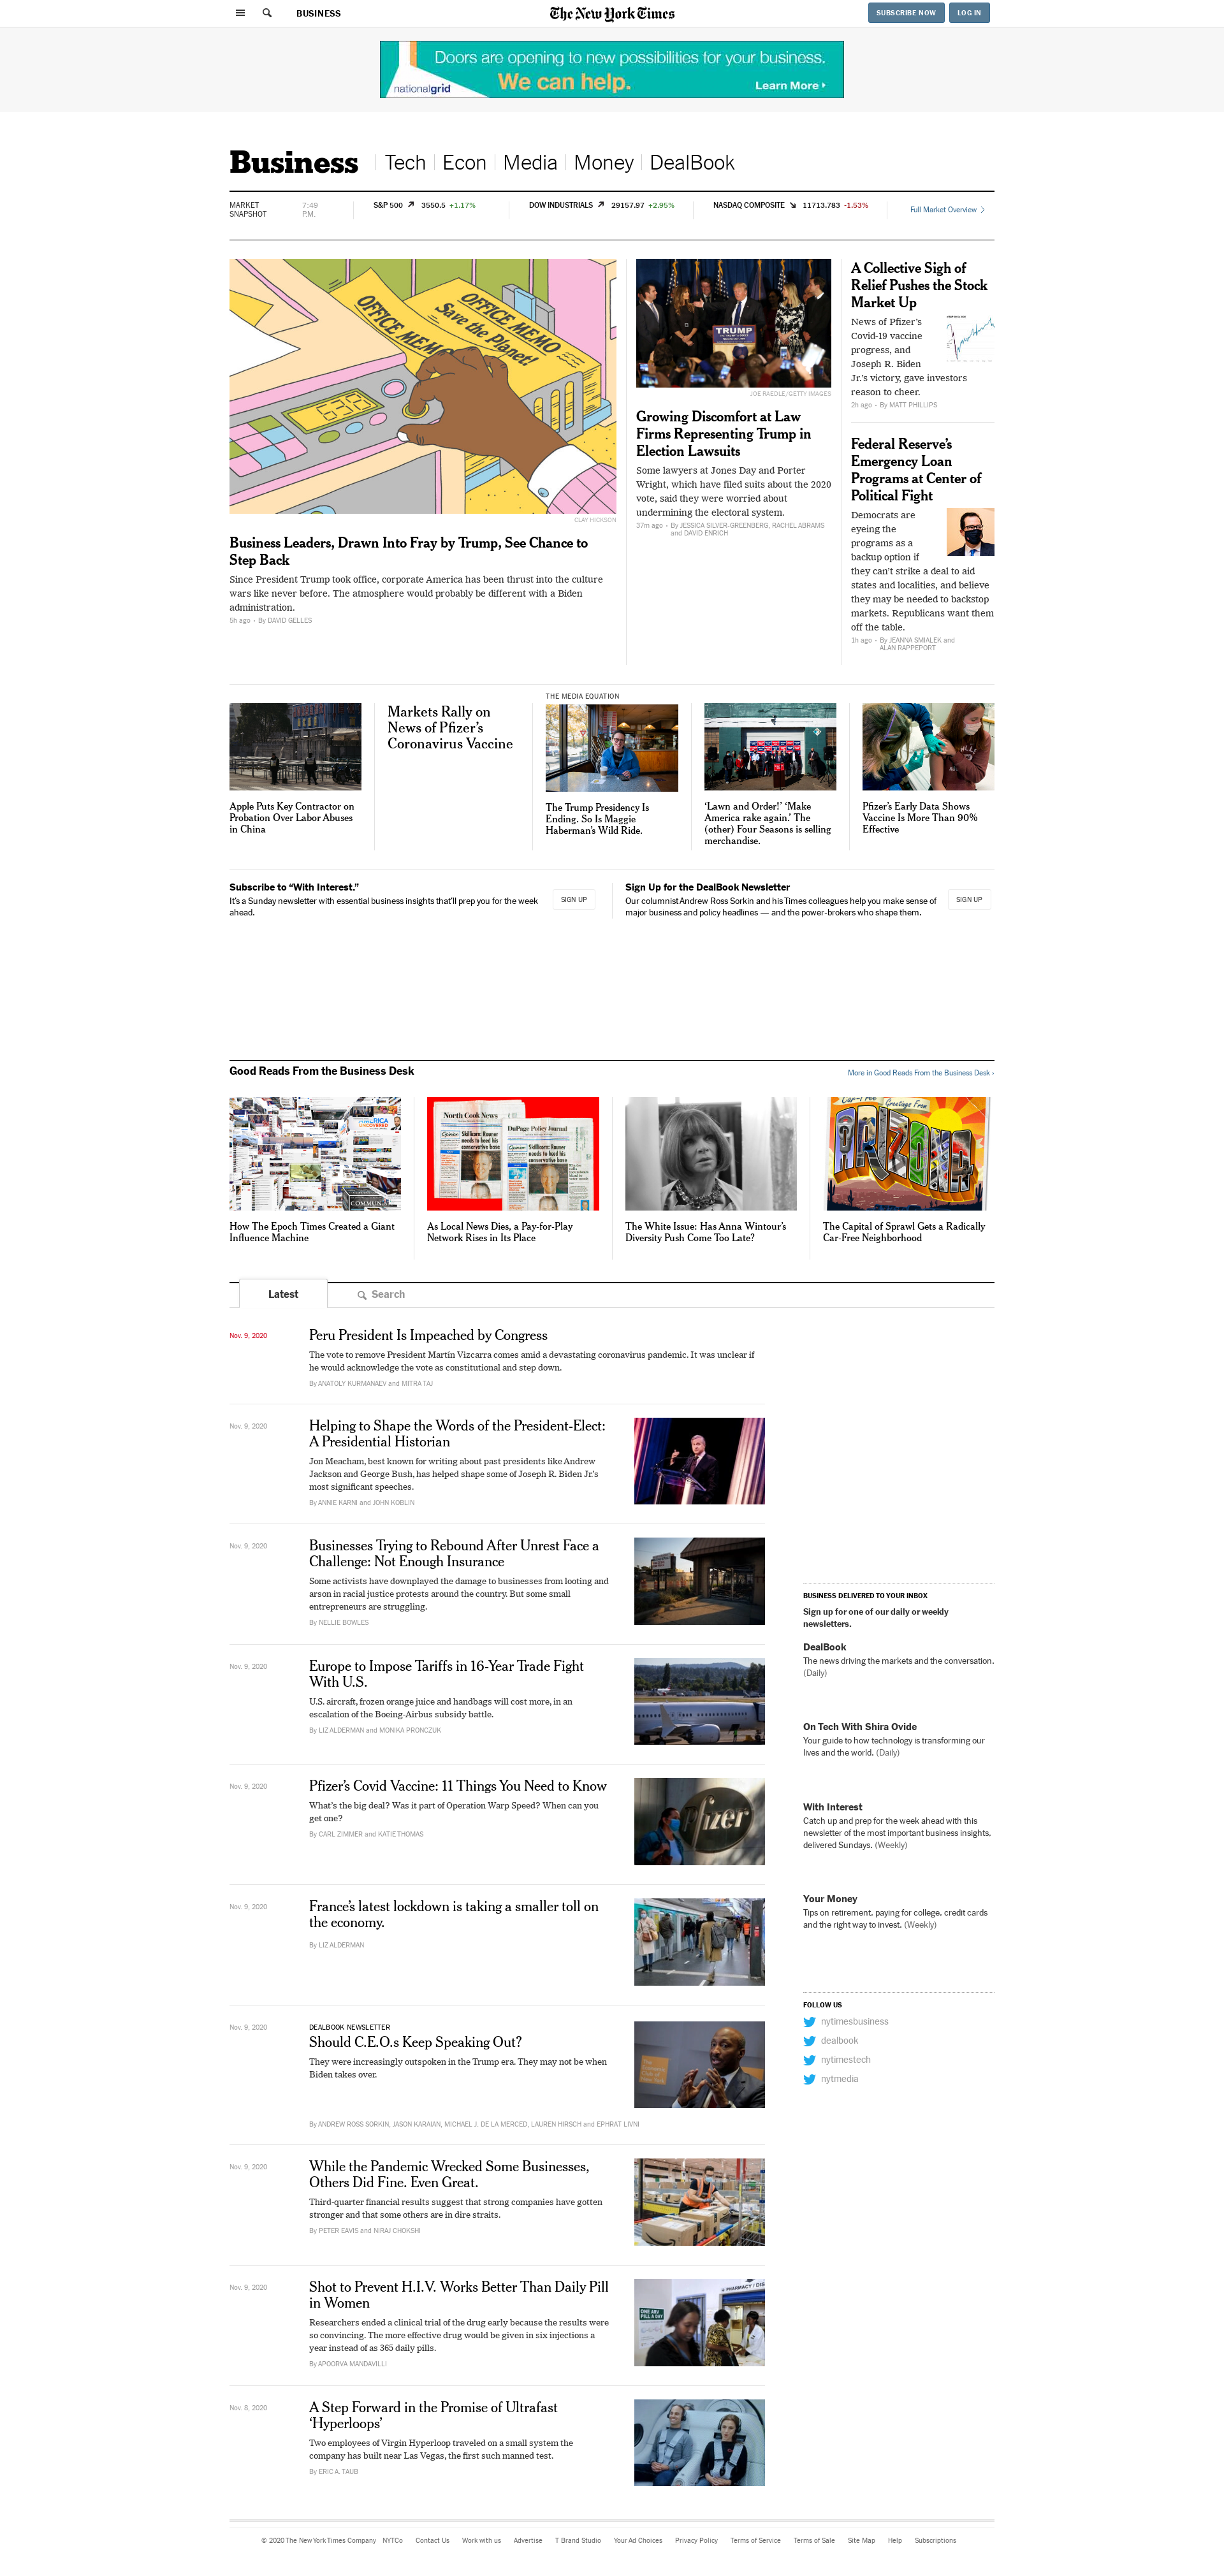 BUSINESS
The New York Times
SUBSCRIBE NOW
LOG IN
Doors are opening to new possibilities for your business.
We can help.
nationalgrid
Learn More
Business
Tech
Econ
Media
Money
DealBook
MARKET
SNAPSHOT
7:49
P.M.
S&P 500 3550.5 +1.17%
DOW INDUSTRIALS 29157.97 +2.95%
NASDAQ COMPOSITE 11713.783 -1.53%
Full Market Overview
OFFICE MEMO
OFFICE MEMO
Save the Planet!
CLAY HICKSON
Business Leaders, Drawn Into Fray by Trump, See Chance to
Step Back
Since President Trump took office, corporate America has been thrust into the culture
wars like never before. The atmosphere would probably be different with a Biden
administration.
5h ago • By DAVID GELLES
TRUMP
JOE RAEDLE/GETTY IMAGES
Growing Discomfort at Law
Firms Representing Trump in
Election Lawsuits
Some lawyers at Jones Day and Porter
Wright, which have filed suits about the 2020
vote, said they were worried about
undermining the electoral system.
37m ago • By JESSICA SILVER-GREENBERG, RACHEL ABRAMS
and DAVID ENRICH
A Collective Sigh of
Relief Pushes the Stock
Market Up
News of Pfizer's
Covid-19 vaccine
progress, and
Joseph R. Biden
Jr.'s victory, gave investors
reason to cheer.
2h ago • By MATT PHILLIPS
Federal Reserve's
Emergency Loan
Programs at Center of
Political Fight
Democrats are
eyeing the
programs as a
backup option if
they can't strike a deal to aid
states and localities, and believe
they may be needed to backstop
markets. Republicans want them
off the table.
1h ago • By JEANNA SMIALEK and
ALAN RAPPEPORT
Apple Puts Key Contractor on
Probation Over Labor Abuses
in China
Markets Rally on
News of Pfizer's
Coronavirus Vaccine
THE MEDIA EQUATION
The Trump Presidency Is
Ending. So Is Maggie
Haberman's Wild Ride.
'Lawn and Order!' 'Make
America rake again.' The
(other) Four Seasons is selling
merchandise.
Pfizer's Early Data Shows
Vaccine Is More Than 90%
Effective
Subscribe to “With Interest.”
It's a Sunday newsletter with essential business insights that'll prep you for the week
ahead.
SIGN UP
Sign Up for the DealBook Newsletter
Our columnist Andrew Ross Sorkin and his Times colleagues help you make sense of
major business and policy headlines — and the power-brokers who shape them.
SIGN UP
Good Reads From the Business Desk
More in Good Reads From the Business Desk ›
How The Epoch Times Created a Giant
Influence Machine
North Cook News
DuPage Policy Journal
As Local News Dies, a Pay-for-Play
Network Rises in Its Place
The White Issue: Has Anna Wintour's
Diversity Push Come Too Late?
Car-Free
Greetings From
ARIZONA
The Capital of Sprawl Gets a Radically
Car-Free Neighborhood
Latest
Search
Nov. 9, 2020
Peru President Is Impeached by Congress
The vote to remove President Martín Vizcarra comes amid a devastating coronavirus pandemic. It was unclear if
he would acknowledge the vote as constitutional and step down.
By ANATOLY KURMANAEV and MITRA TAJ
Nov. 9, 2020
Helping to Shape the Words of the President-Elect:
A Presidential Historian
Jon Meacham, best known for writing about past presidents like Andrew
Jackson and George Bush, has helped shape some of Joseph R. Biden Jr.'s
most significant speeches.
By ANNIE KARNI and JOHN KOBLIN
Nov. 9, 2020
Businesses Trying to Rebound After Unrest Face a
Challenge: Not Enough Insurance
Some activists have downplayed the damage to businesses from looting and
arson in racial justice protests around the country. But some small
entrepreneurs are struggling.
By NELLIE BOWLES
Nov. 9, 2020
Europe to Impose Tariffs in 16-Year Trade Fight
With U.S.
U.S. aircraft, frozen orange juice and handbags will cost more, in an
escalation of the Boeing-Airbus subsidy battle.
By LIZ ALDERMAN and MONIKA PRONCZUK
Nov. 9, 2020
Pfizer's Covid Vaccine: 11 Things You Need to Know
What's the big deal? Was it part of Operation Warp Speed? When can you
get one?
By CARL ZIMMER and KATIE THOMAS
Pfizer
Nov. 9, 2020
France's latest lockdown is taking a smaller toll on
the economy.
By LIZ ALDERMAN
Nov. 9, 2020
DEALBOOK NEWSLETTER
Should C.E.O.s Keep Speaking Out?
They were increasingly outspoken in the Trump era. They may not be when
Biden takes over.
By ANDREW ROSS SORKIN, JASON KARAIAN, MICHAEL J. DE LA MERCED, LAUREN HIRSCH and EPHRAT LIVNI
Nov. 9, 2020
While the Pandemic Wrecked Some Businesses,
Others Did Fine. Even Great.
Third-quarter financial results suggest that strong companies have gotten
stronger and that some others are in dire straits.
By PETER EAVIS and NIRAJ CHOKSHI
Nov. 9, 2020
Shot to Prevent H.I.V. Works Better Than Daily Pill
in Women
Researchers ended a clinical trial of the drug early because the results were
so convincing. The more effective drug would be given in six injections a
year instead of as 365 daily pills.
By APOORVA MANDAVILLI
Nov. 8, 2020
A Step Forward in the Promise of Ultrafast
'Hyperloops'
Two employees of Virgin Hyperloop traveled on a small system the
company has built near Las Vegas, the first such manned test.
By ERIC A. TAUB
BUSINESS DELIVERED TO YOUR INBOX
Sign up for one of our daily or weekly
newsletters.
DealBook
The news driving the markets and the conversation.
(Daily)
On Tech With Shira Ovide
Your guide to how technology is transforming our
lives and the world. (Daily)
With Interest
Catch up and prep for the week ahead with this
newsletter of the most important business insights,
delivered Sundays. (Weekly)
Your Money
Tips on retirement, paying for college, credit cards
and the right way to invest. (Weekly)
FOLLOW US
nytimesbusiness
dealbook
nytimestech
nytmedia
© 2020 The New York Times Company
NYTCo
Contact Us
Work with us
Advertise
T Brand Studio
Your Ad Choices
Privacy Policy
Terms of Service
Terms of Sale
Site Map
Help
Subscriptions